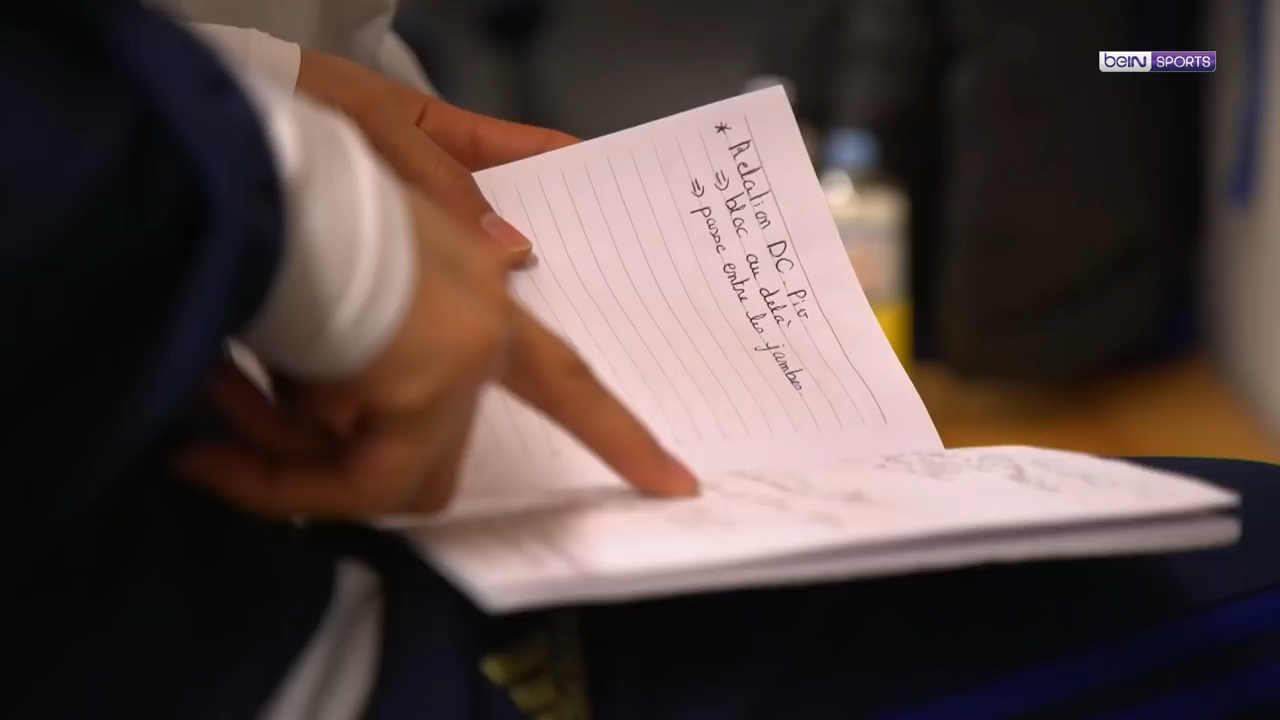 beIN SPORTS
* Relation DC Piv
=> bloc au delà
=> passe entre les jambes.